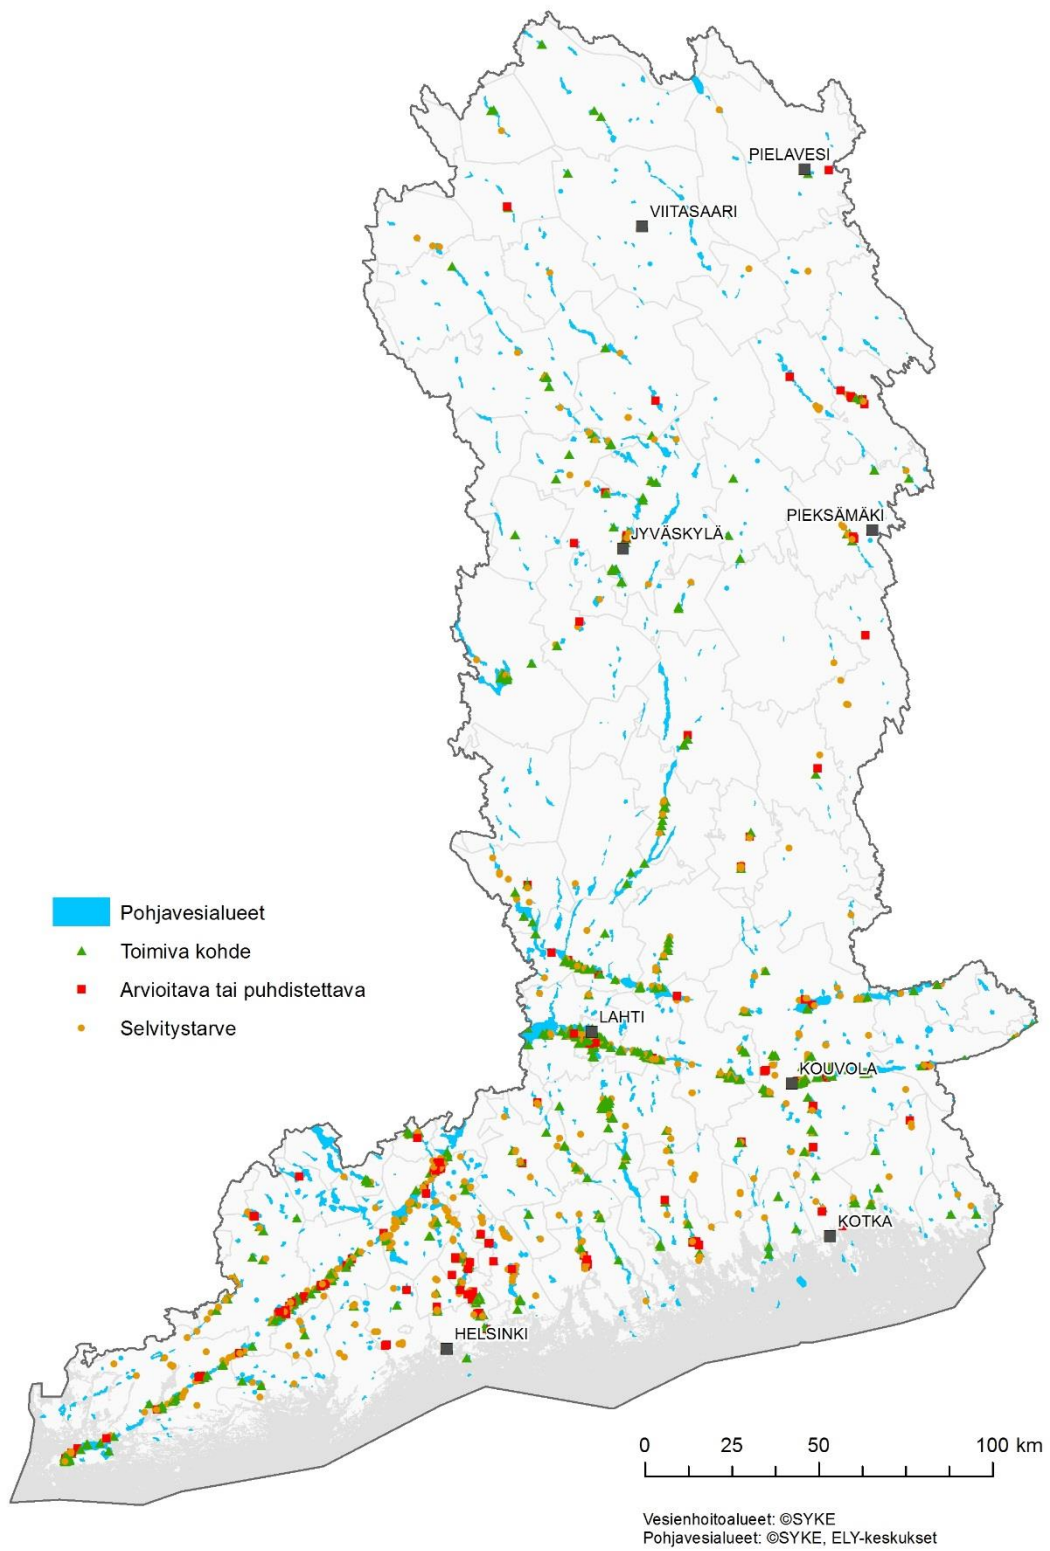 PIELAVESI
VIITASAARI
PIEKSÄMÄKI
JYVÄSKYLÄ
Pohjavesialueet
Toimiva kohde
Arvioitava tai puhdistettava
Selvitystarve
LAHTI
KOUVOLA
KOTKA
HELSINKI
0 25 50 100 km
Vesienhoitoalueet: ©SYKE
Pohjavesialueet: ©SYKE, ELY-keskukset